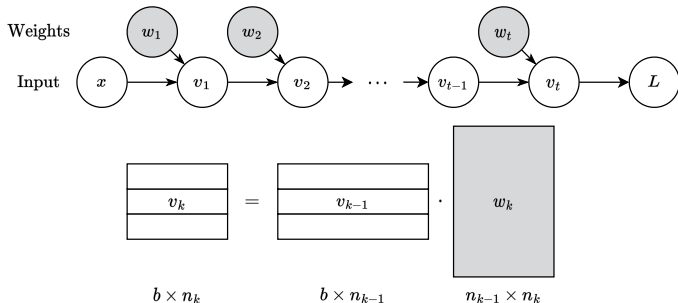 Weights w₁ w₂ wₜ
Input x v₁ v₂ ⋯ vₜ₋₁ vₜ L
vₖ = vₖ₋₁ · wₖ
b × nₖ b × nₖ₋₁ nₖ₋₁ × nₖ